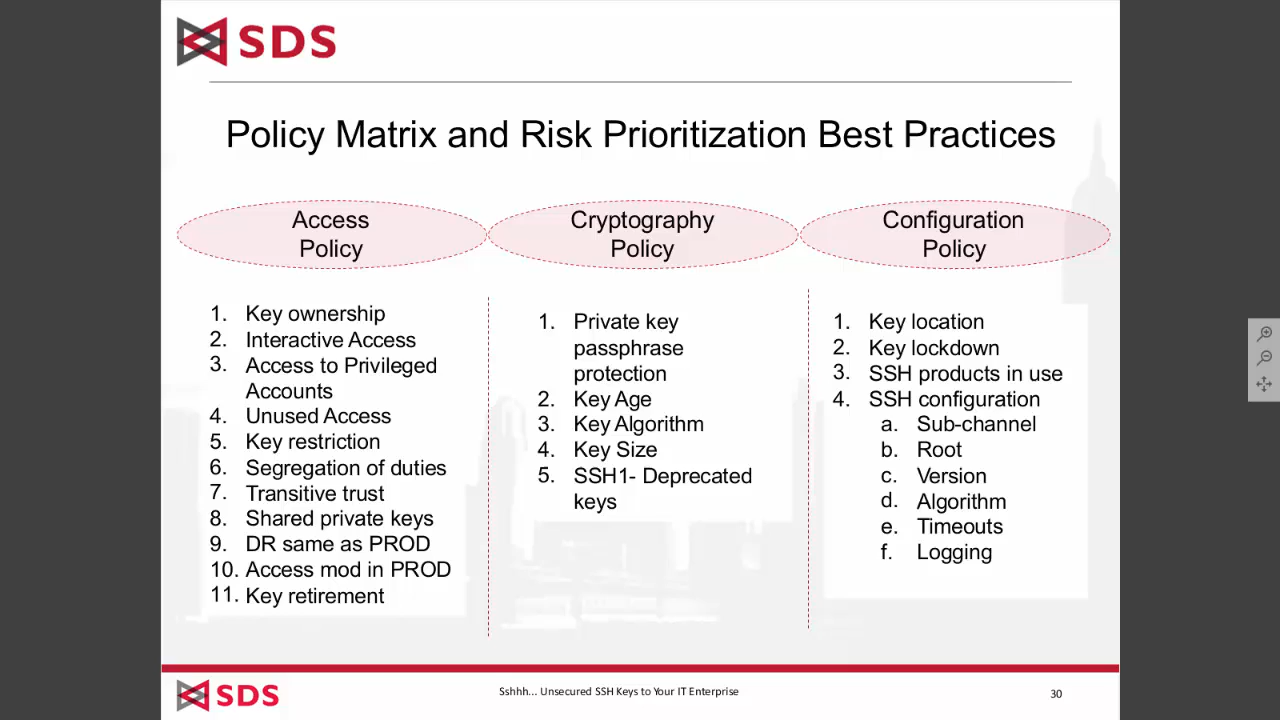 SDS
Policy Matrix and Risk Prioritization Best Practices
Access
Policy
1. Key ownership
2. Interactive Access
3. Access to Privileged
Accounts
4. Unused Access
5. Key restriction
6. Segregation of duties
7. Transitive trust
8. Shared private keys
9. DR same as PROD
10. Access mod in PROD
11. Key retirement
Cryptography
Policy
1. Private key
passphrase
protection
2. Key Age
3. Key Algorithm
4. Key Size
5. SSH1- Deprecated
keys
Configuration
Policy
1. Key location
2. Key lockdown
3. SSH products in use
4. SSH configuration
a. Sub-channel
b. Root
c. Version
d. Algorithm
e. Timeouts
f. Logging
SDS
Sshhh... Unsecured SSH Keys to Your IT Enterprise
30